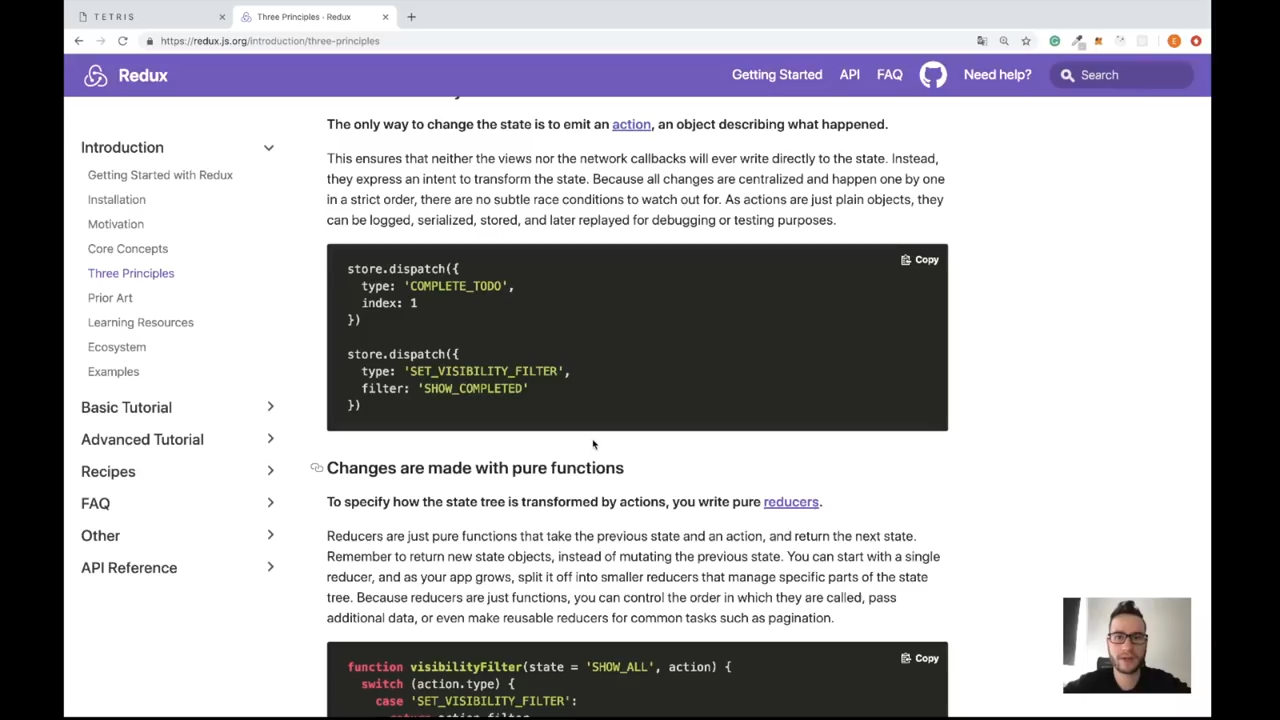 TETRIS
Three Principles · Redux
https://redux.js.org/introduction/three-principles
E
Redux
Getting Started
API
FAQ
Need help?
Search
Introduction
Getting Started with Redux
Installation
Motivation
Core Concepts
Three Principles
Prior Art
Learning Resources
Ecosystem
Examples
Basic Tutorial
Advanced Tutorial
Recipes
FAQ
Other
API Reference
The only way to change the state is to emit an action, an object describing what happened.
This ensures that neither the views nor the network callbacks will ever write directly to the state. Instead,
they express an intent to transform the state. Because all changes are centralized and happen one by one
in a strict order, there are no subtle race conditions to watch out for. As actions are just plain objects, they
can be logged, serialized, stored, and later replayed for debugging or testing purposes.
Copy
store.dispatch({
type: 'COMPLETE_TODO',
index: 1
})
store.dispatch({
type: 'SET_VISIBILITY_FILTER',
filter: 'SHOW_COMPLETED'
})
Changes are made with pure functions
To specify how the state tree is transformed by actions, you write pure reducers.
Reducers are just pure functions that take the previous state and an action, and return the next state.
Remember to return new state objects, instead of mutating the previous state. You can start with a single
reducer, and as your app grows, split it off into smaller reducers that manage specific parts of the state
tree. Because reducers are just functions, you can control the order in which they are called, pass
additional data, or even make reusable reducers for common tasks such as pagination.
Copy
function visibilityFilter(state = 'SHOW_ALL', action) {
switch (action.type) {
case 'SET_VISIBILITY_FILTER':
return action.filter